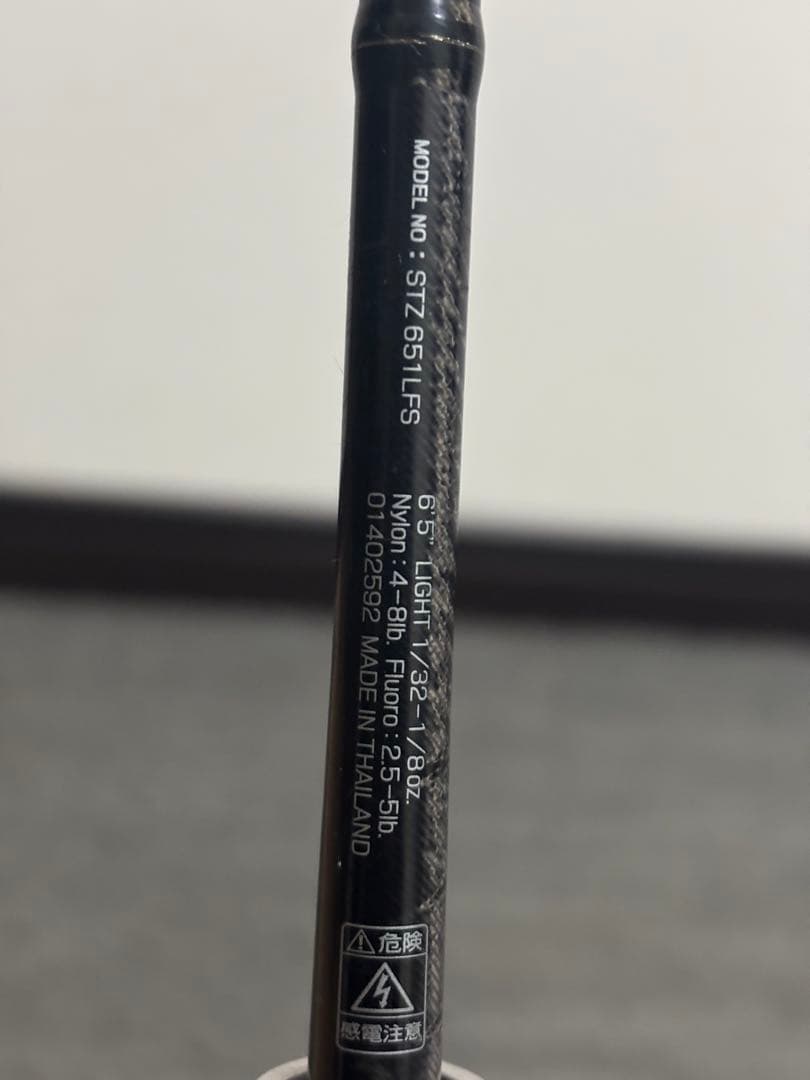 MODEL NO : STZ 651LFS
6'5" LIGHT 1/32-1/8oz.
Nylon : 4-8lb. Fluoro : 2.5-5lb.
01402592 MADE IN THAILAND
危険
感電注意